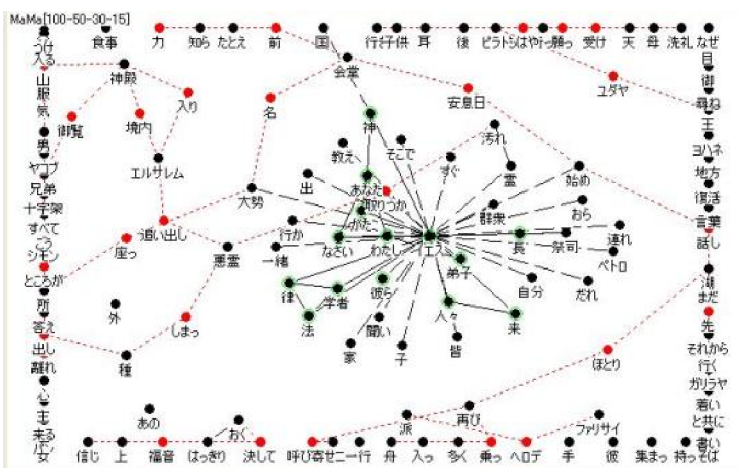 MaMa[100-50-30-15]
食事
力
知ら
たとえ
前
国
子供
耳
後
ピラト
願っ
受け
天
母
洗礼
なぜ
入る
神殿
会堂
目
山
服
気
入り
名
安息日
ユダヤ
御
尋ね
御覧
境内
神
王
男
教え
そこで
汚れ
ヨハネ
ヤコブ
エルサレム
すぐ
地方
兄弟
大勢
出
あなた
霊
始め
復活
十字架
取りつか
がた
群衆
おら
言葉
すべて
追い出し
行か
話し
こう
座っ
なさい
わたし
イエス
長
祭司
連れ
シモン
悪霊
一緒
弟子
ペトロ
ところが
律
学者
彼ら
自分
だれ
湖
まだ
所
外
法
人々
来
先
答え
しまっ
聞い
出し
種
家
子
皆
ほとり
それから
離れ
行く
心
ガリラヤ
主
あの
おく
派
再び
ファリサイ
着い
と共に
来る
女
信じ
上
福音
はっきり
決して
呼び寄せ
行
舟
入っ
多く
乗っ
ヘロデ
手
彼
集まっ
持っ
書い